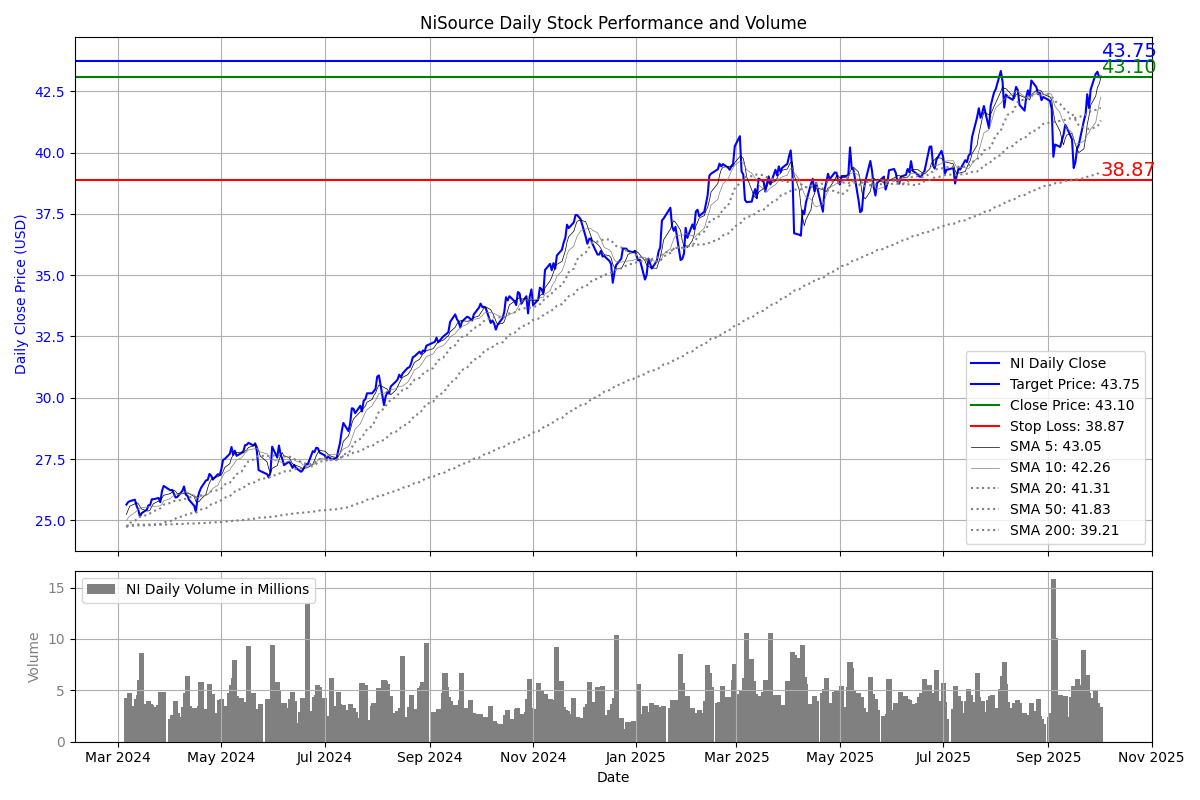 NiSource Daily Stock Performance and Volume
43.75
43.10
38.87
42.5
40.0
37.5
35.0
32.5
30.0
27.5
25.0
Daily Close Price (USD)
NI Daily Close
Target Price: 43.75
Close Price: 43.10
Stop Loss: 38.87
SMA 5: 43.05
SMA 10: 42.26
SMA 20: 41.31
SMA 50: 41.83
SMA 200: 39.21
NI Daily Volume in Millions
15
10
5
0
Volume
Mar 2024 May 2024 Jul 2024 Sep 2024 Nov 2024 Jan 2025 Mar 2025 May 2025 Jul 2025 Sep 2025 Nov 2025
Date